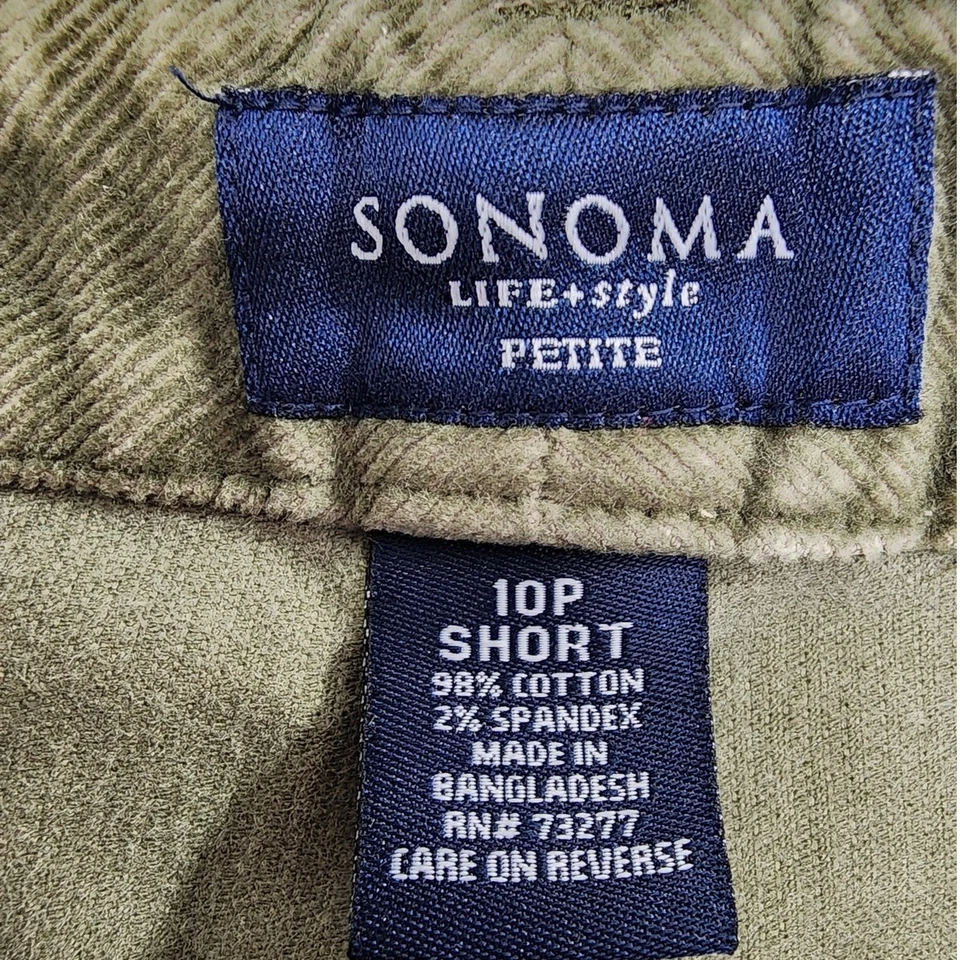 SONOMA
LIFE+style
PETITE
10P
SHORT
98% COTTON
2% SPANDEX
MADE IN
BANGLADESH
RN# 73277
CARE ON REVERSE